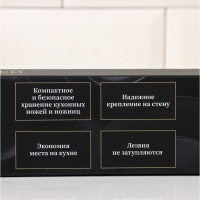 Компактное
и безопасное
хранение кухонных
ножей и ножниц
Надежное
крепление на стену
Экономия
места на кухне
Лезвия
не затупляются